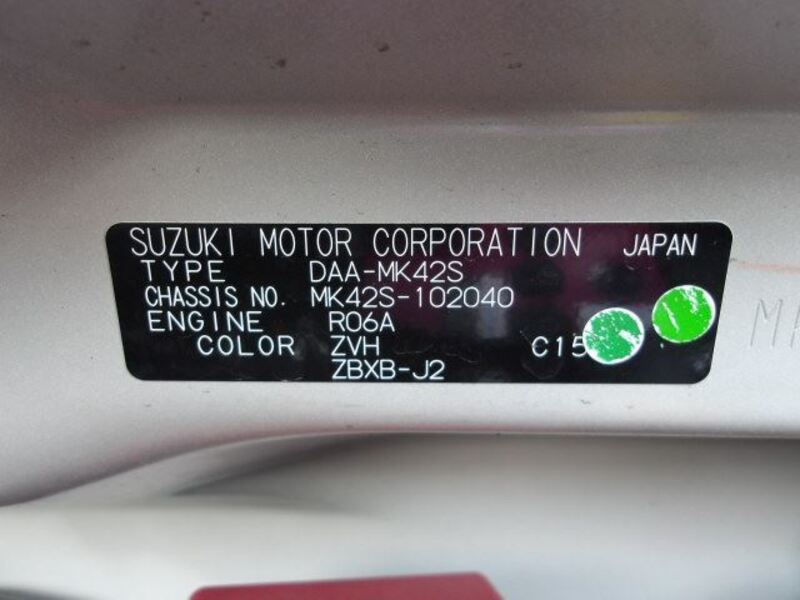 SUZUKI MOTOR CORPORATION JAPAN
TYPE DAA-MK42S
CHASSIS NO. MK42S-102040
ENGINE R06A
COLOR ZVH C15
ZBXB-J2